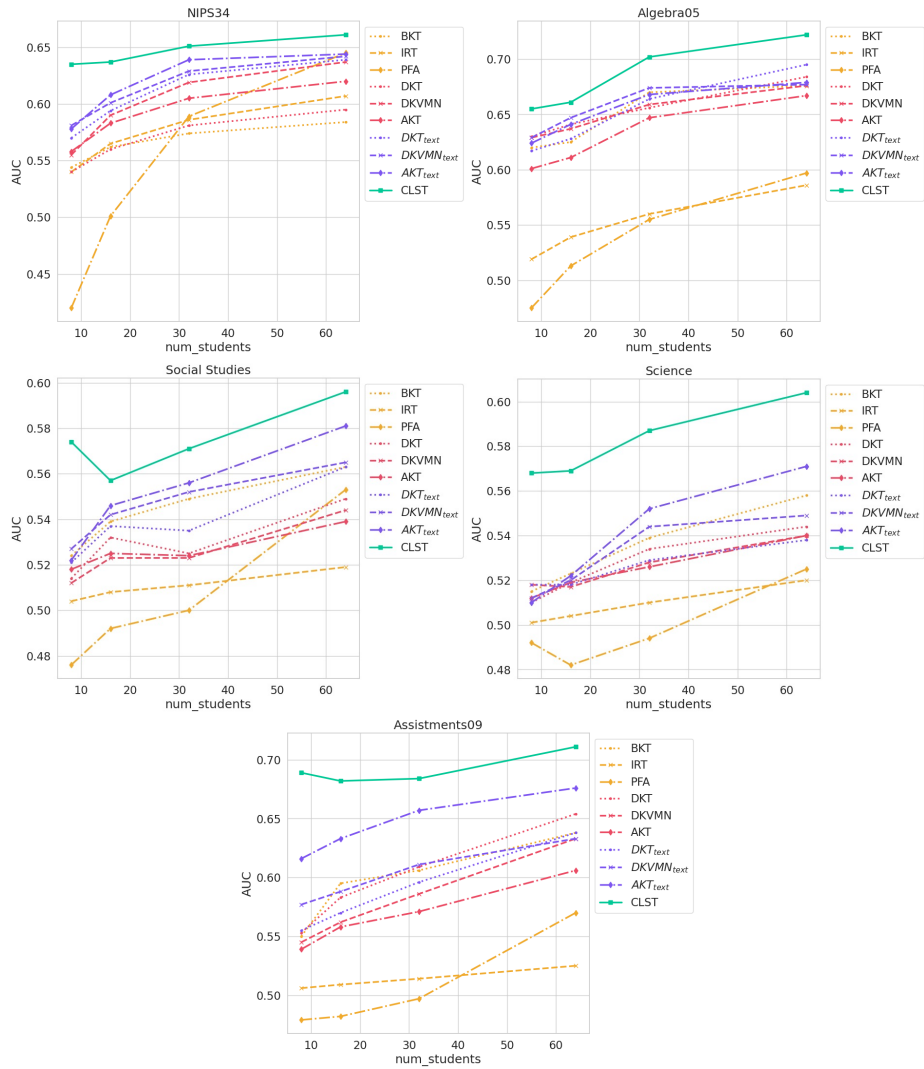 NIPS34
0.65
0.60
0.55
0.50
0.45
AUC
10
20
30
40
50
60
num_students
BKT
IRT
PFA
DKT
DKVMN
AKT
DKT_text
DKVMN_text
AKT_text
CLST
Algebra05
0.70
0.65
0.60
0.55
0.50
AUC
10
20
30
40
50
60
num_students
BKT
IRT
PFA
DKT
DKVMN
AKT
DKT_text
DKVMN_text
AKT_text
CLST
Social Studies
0.60
0.58
0.56
0.54
0.52
0.50
0.48
AUC
10
20
30
40
50
60
num_students
BKT
IRT
PFA
DKT
DKVMN
AKT
DKT_text
DKVMN_text
AKT_text
CLST
Science
0.60
0.58
0.56
0.54
0.52
0.50
0.48
AUC
10
20
30
40
50
60
num_students
BKT
IRT
PFA
DKT
DKVMN
AKT
DKT_text
DKVMN_text
AKT_text
CLST
Assistments09
0.70
0.65
0.60
0.55
0.50
AUC
10
20
30
40
50
60
num_students
BKT
IRT
PFA
DKT
DKVMN
AKT
DKT_text
DKVMN_text
AKT_text
CLST